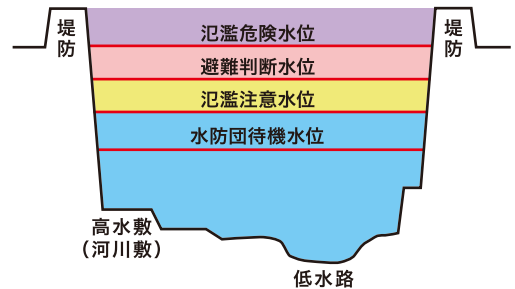 堤防
氾濫危険水位
堤防
避難判断水位
氾濫注意水位
水防団待機水位
高水敷
（河川敷）
低水路